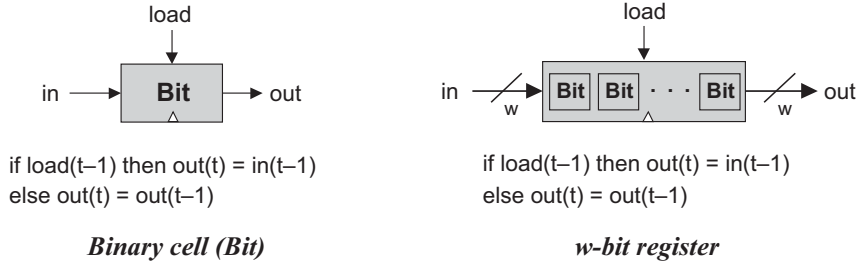 load
in
Bit
out
if load(t–1) then out(t) = in(t–1)
else out(t) = out(t–1)
Binary cell (Bit)
load
in
w
Bit Bit . . . Bit
w
out
if load(t–1) then out(t) = in(t–1)
else out(t) = out(t–1)
w-bit register